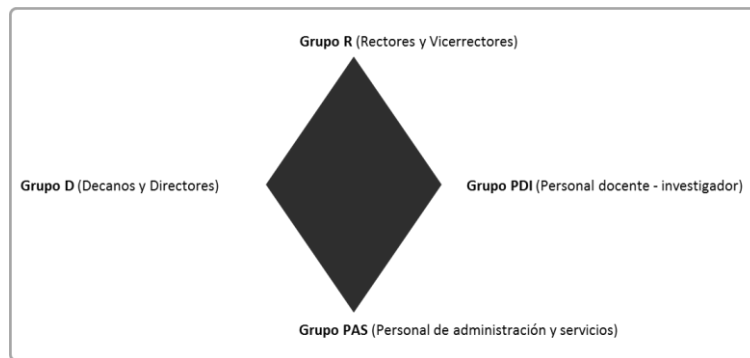 Grupo R (Rectores y Vicerrectores)
Grupo D (Decanos y Directores)
Grupo PDI (Personal docente - investigador)
Grupo PAS (Personal de administración y servicios)